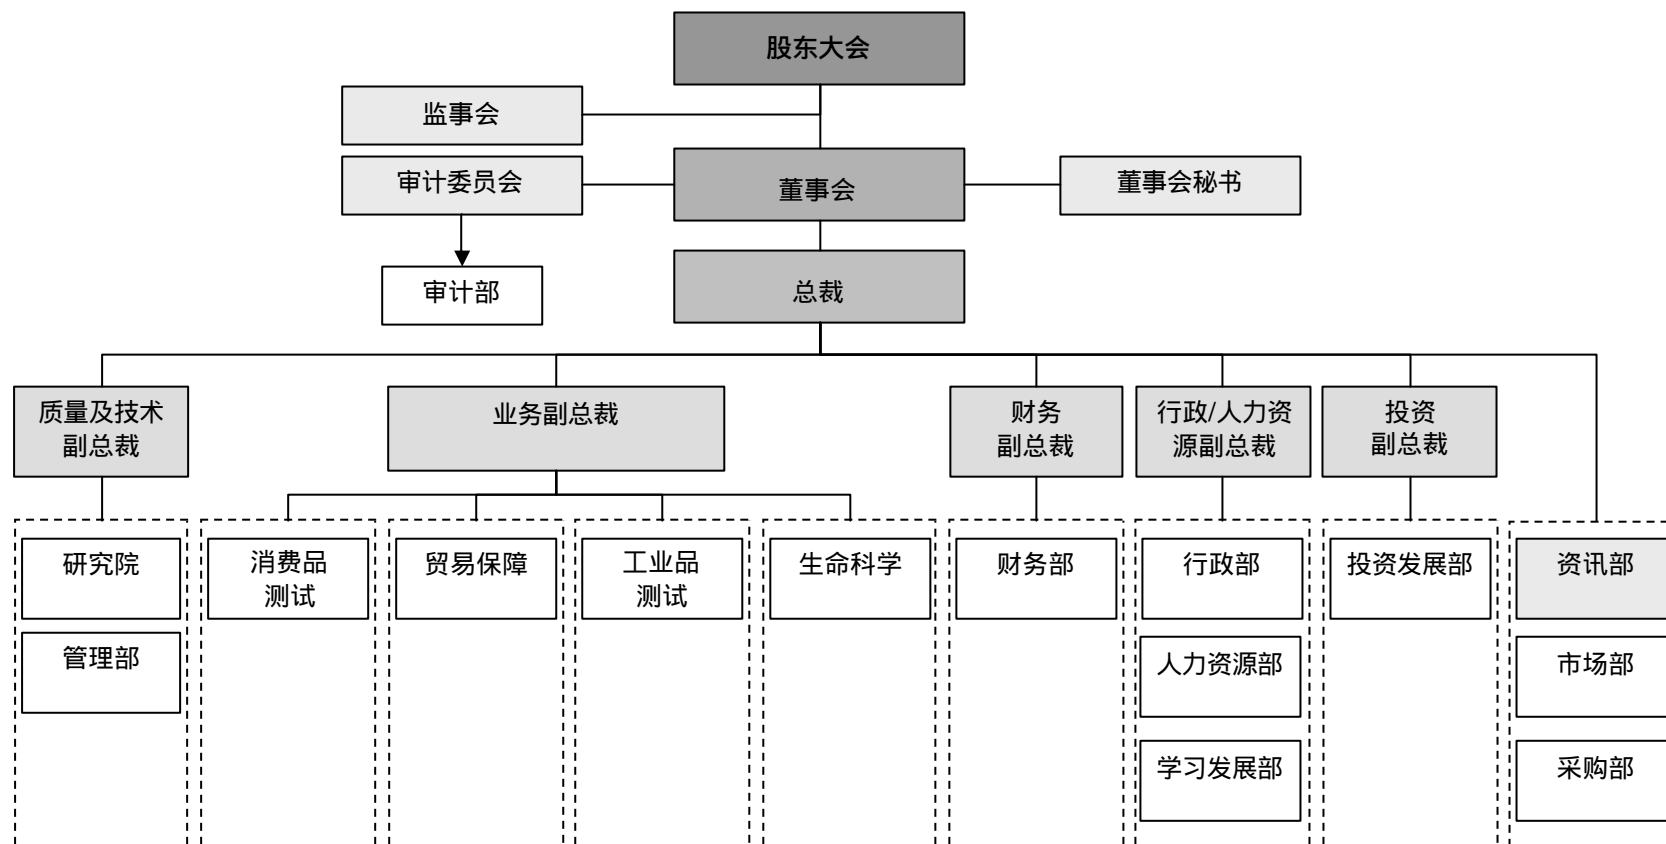 股东大会
监事会
审计委员会
董事会
董事会秘书
审计部
总裁
质量及技术
副总裁
业务副总裁
财务
副总裁
行政/人力资
源副总裁
投资
副总裁
研究院
消费品
测试
贸易保障
工业品
测试
生命科学
财务部
行政部
投资发展部
资讯部
管理部
人力资源部
市场部
学习发展部
采购部